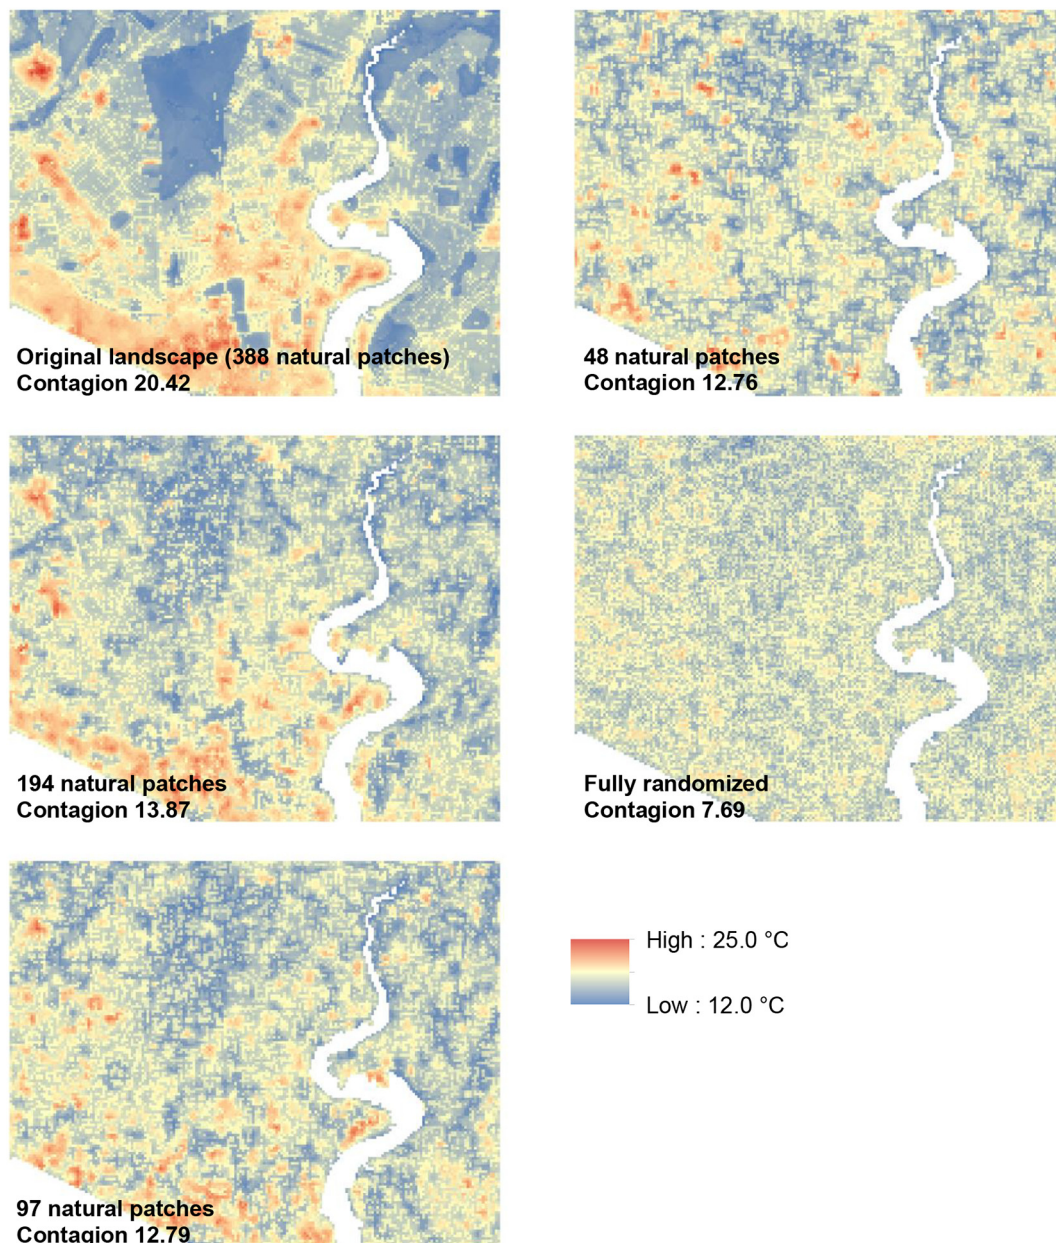 Original landscape (388 natural patches)
Contagion 20.42
48 natural patches
Contagion 12.76
194 natural patches
Contagion 13.87
Fully randomized
Contagion 7.69
97 natural patches
Contagion 12.79
High : 25.0 °C
Low : 12.0 °C